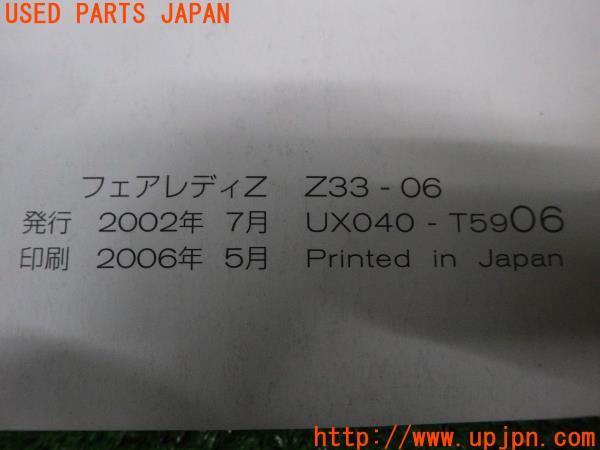 USED PARTS JAPAN
フェアレディZ Z33 - 06
発行 2002年 7月 UX040 - T5906
印刷 2006年 5月 Printed in Japan
http://www.upjpn.com